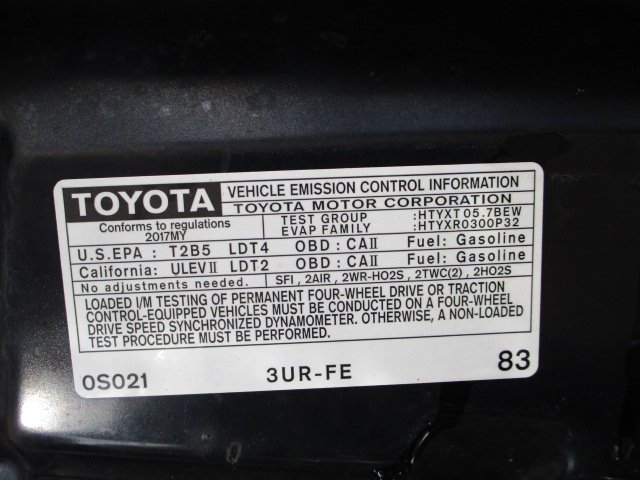 TOYOTA VEHICLE EMISSION CONTROL INFORMATION
TOYOTA MOTOR CORPORATION
Conforms to regulations
2017MY
TEST GROUP :HTYXT05.7BEW
EVAP FAMILY :HTYXR0300P32
U.S.EPA : T2B5 LDT4 OBD : CAII Fuel: Gasoline
California: ULEVII LDT2 OBD : CAII Fuel: Gasoline
No adjustments needed. SFI , 2AIR , 2WR-HO2S , 2TWC(2) , 2HO2S
LOADED I/M TESTING OF PERMANENT FOUR-WHEEL DRIVE OR TRACTION
CONTROL-EQUIPPED VEHICLES MUST BE CONDUCTED ON A FOUR-WHEEL
DRIVE SPEED SYNCHRONIZED DYNAMOMETER. OTHERWISE, A NON-LOADED
TEST PROCEDURE MUST BE PERFORMED.
0S021 3UR-FE 83